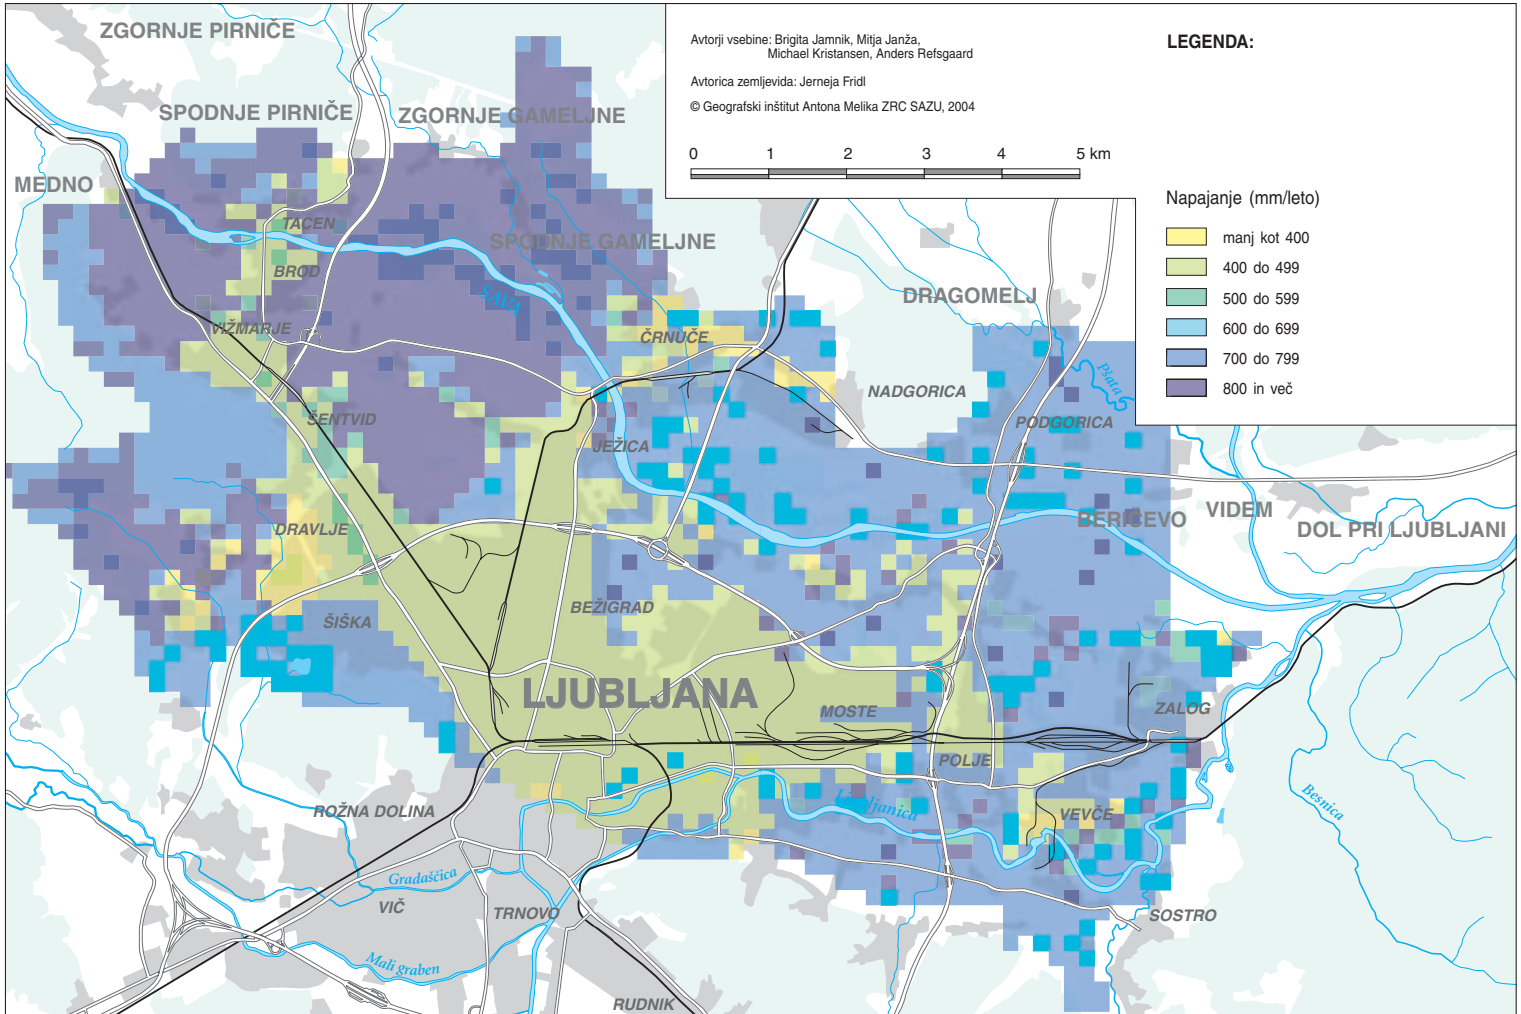 ZGORNJE PIRNIČE
SPODNJE PIRNIČE
ZGORNJE GAMELJNE
MEDNO
TACEN
BROD
SPODNJE GAMELJNE
SAVA
VIŽMARJE
ČRNUČE
DRAGOMELJ
Pšata
NADGORICA
PODGORICA
ŠENTVID
JEŽICA
DRAVLJE
BERIČEVO
VIDEM
DOL PRI LJUBLJANI
BEŽIGRAD
ŠIŠKA
LJUBLJANA
MOSTE
ZALOG
POLJE
ROŽNA DOLINA
Ljubljanica
VEVČE
Besnica
Gradaščica
VIČ
TRNOVO
SOSTRO
Mali graben
RUDNIK
Avtorji vsebine: Brigita Jamnik, Mitja Janža,
Michael Kristansen, Anders Refsgaard
Avtorica zemljevida: Jerneja Fridl
© Geografski inštitut Antona Melika ZRC SAZU, 2004
0 1 2 3 4 5 km
LEGENDA:
Napajanje (mm/leto)
manj kot 400
400 do 499
500 do 599
600 do 699
700 do 799
800 in več